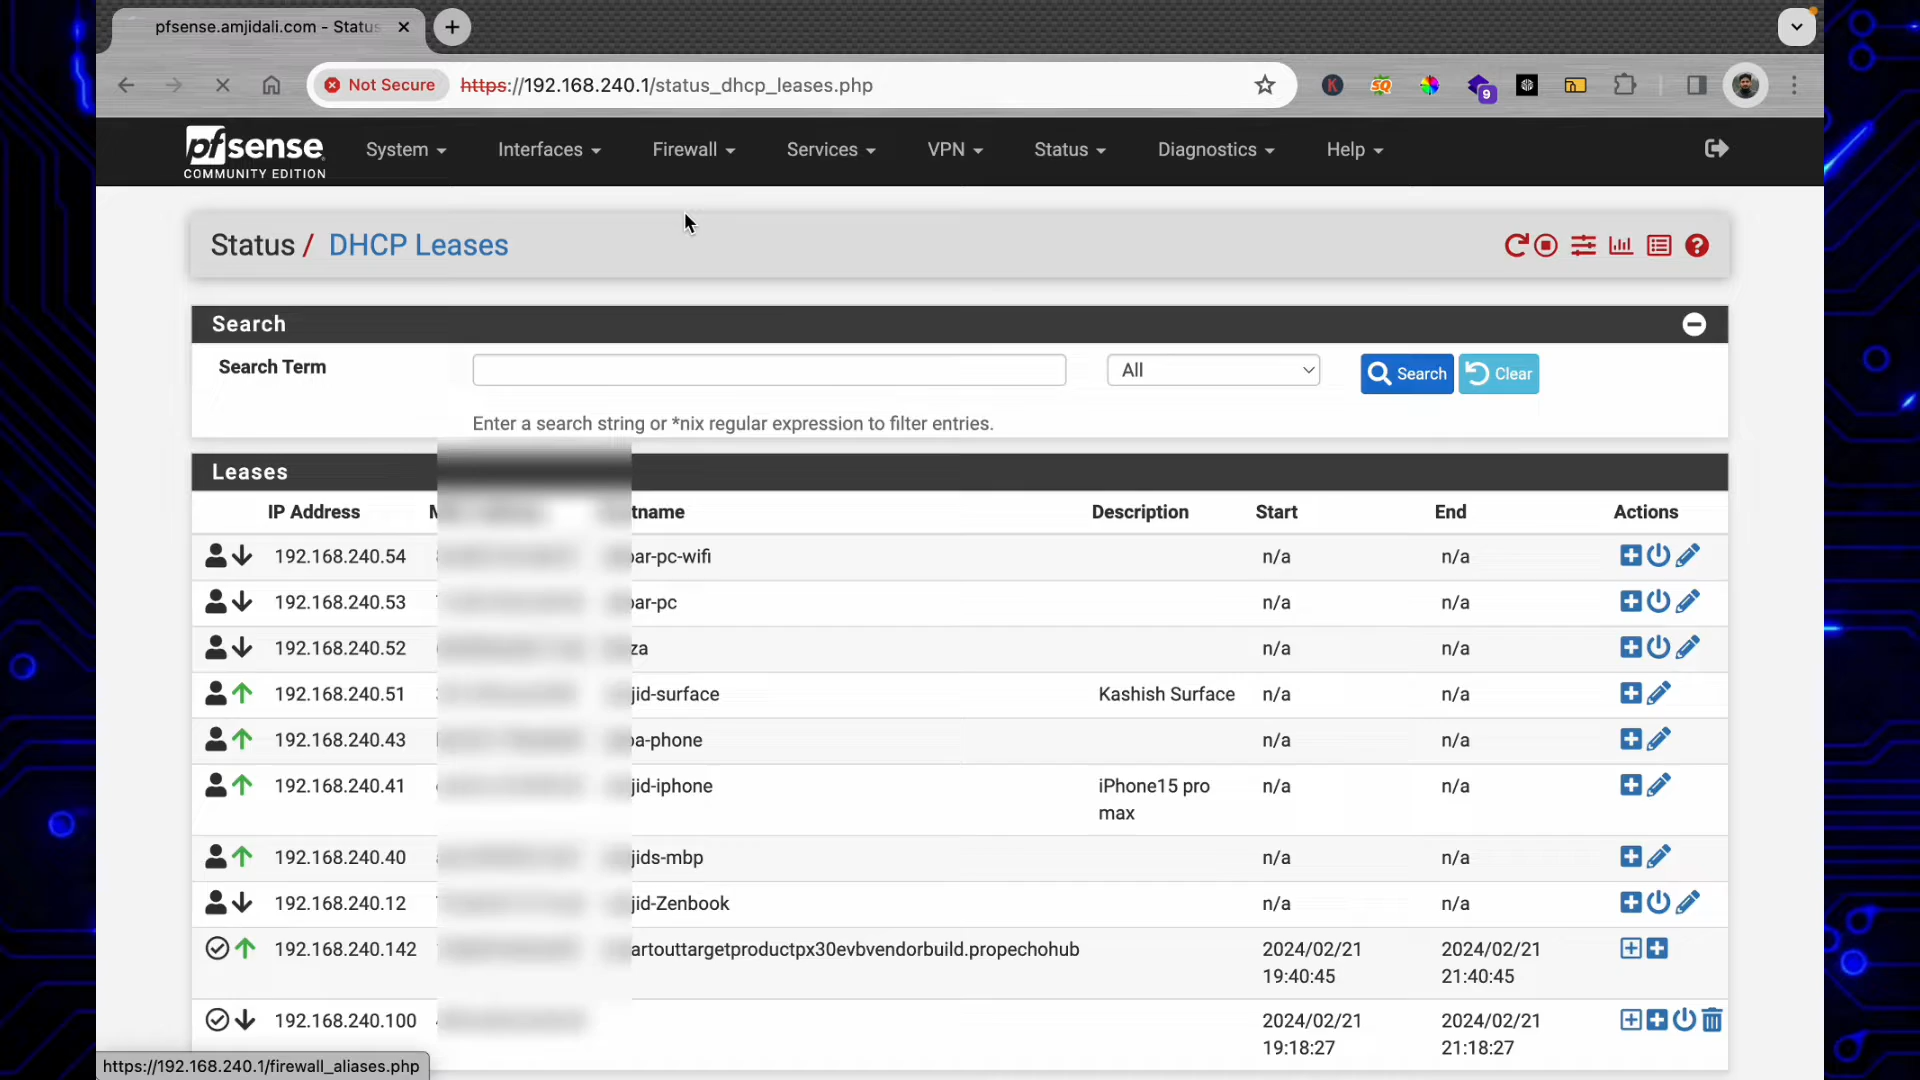 pfsense.amjidali.com - Status
Not Secure https://192.168.240.1/status_dhcp_leases.php
9
pfsense
COMMUNITY EDITION
System Interfaces Firewall Services VPN Status Diagnostics Help
Status / DHCP Leases
Search
Search Term All Search Clear
Enter a search string or *nix regular expression to filter entries.
Leases
IP Address tname Description Start End Actions
192.168.240.54 ar-pc-wifi n/a n/a
192.168.240.53 ar-pc n/a n/a
192.168.240.52 za n/a n/a
192.168.240.51 jid-surface Kashish Surface n/a n/a
192.168.240.43 a-phone n/a n/a
192.168.240.41 jid-iphone iPhone15 pro n/a n/a
max
192.168.240.40 jids-mbp n/a n/a
192.168.240.12 jid-Zenbook n/a n/a
192.168.240.142 artouttargetproductpx30evbvendorbuild.propechohub 2024/02/21 2024/02/21
19:40:45 21:40:45
192.168.240.100 2024/02/21 2024/02/21
19:18:27 21:18:27
https://192.168.240.1/firewall_aliases.php